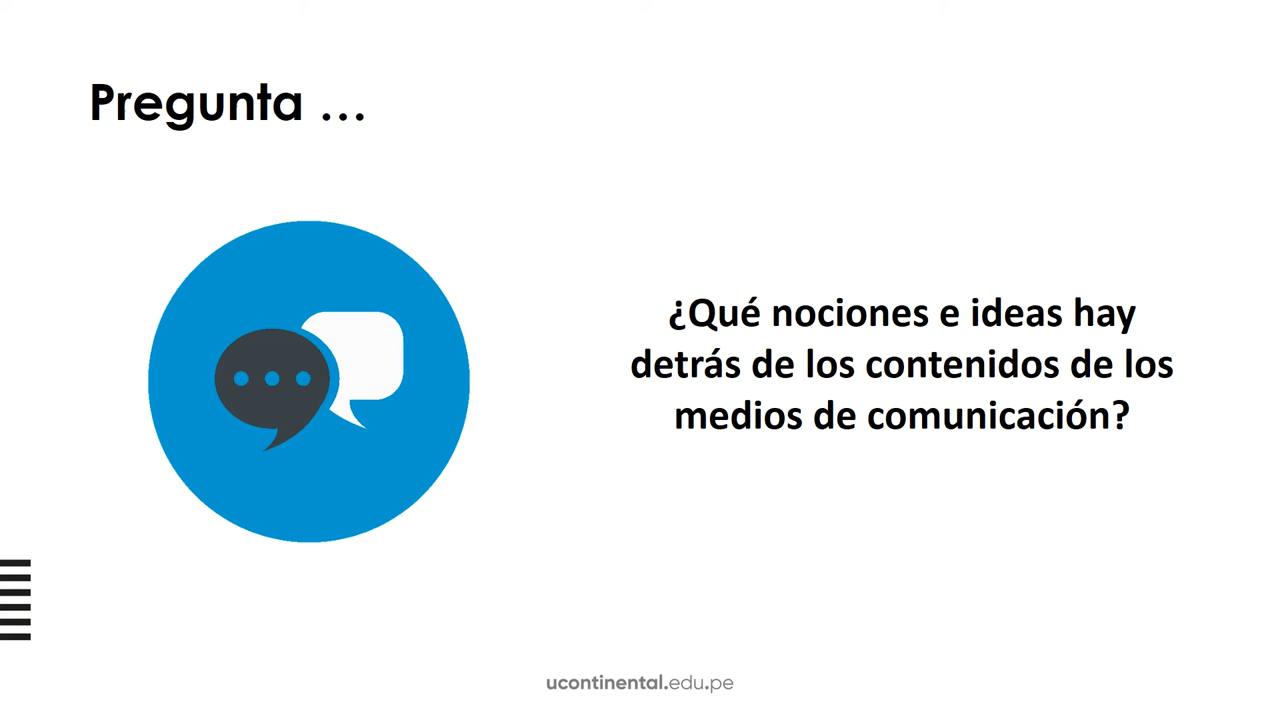 Pregunta …
¿Qué nociones e ideas hay
detrás de los contenidos de los
medios de comunicación?
ucontinental.edu.pe